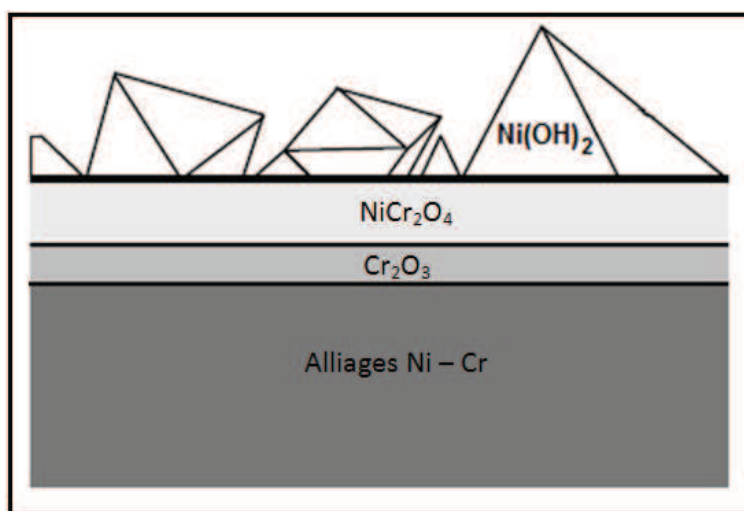 Ni(OH)₂
NiCr₂O₄
Cr₂O₃
Alliages Ni – Cr